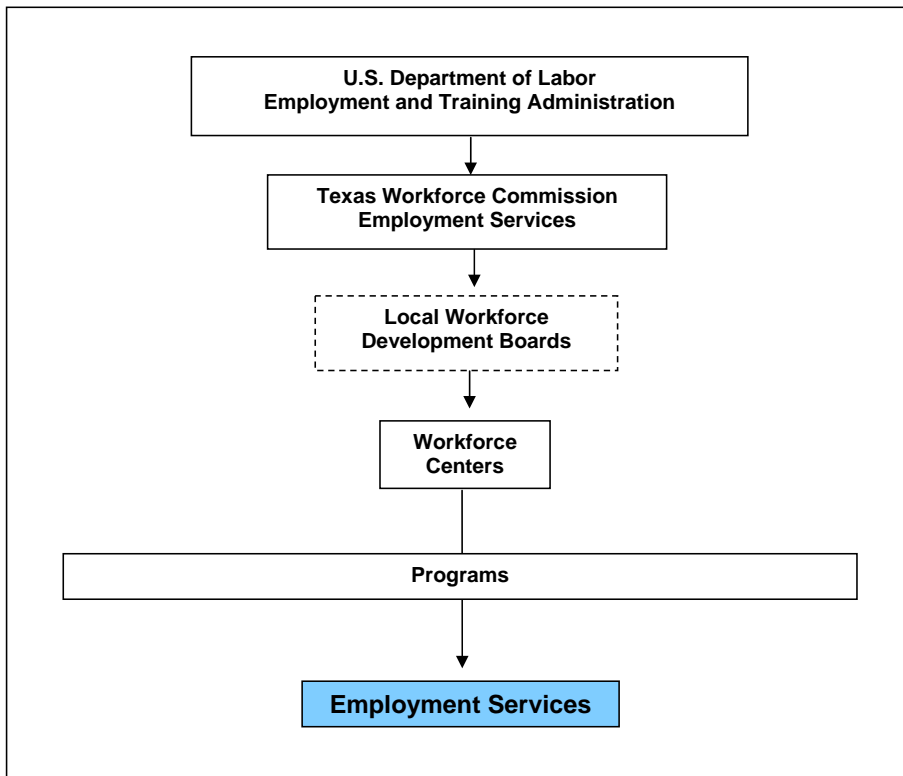 U.S. Department of Labor
Employment and Training Administration
Texas Workforce Commission
Employment Services
Local Workforce
Development Boards
Workforce
Centers
Programs
Employment Services